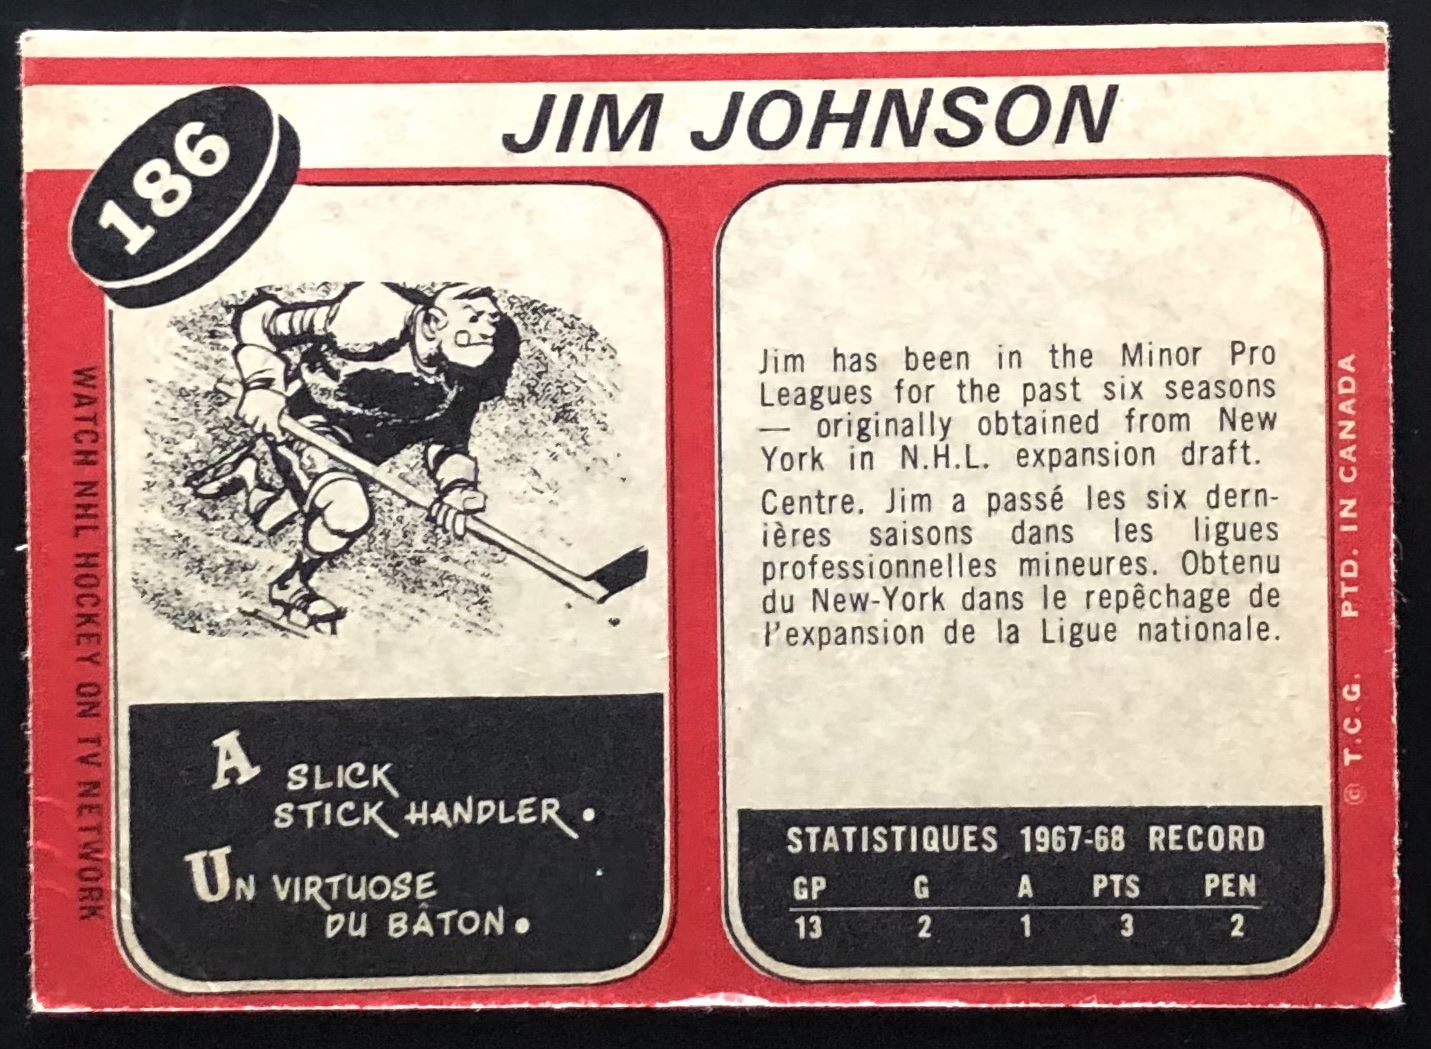 186
JIM JOHNSON
WATCH NHL HOCKEY ON TV NETWORK
A SLICK
STICK HANDLER.
UN VIRTUOSE
DU BÂTON.
Jim has been in the Minor Pro
Leagues for the past six seasons
— originally obtained from New
York in N.H.L. expansion draft.
Centre. Jim a passé les six dern-
ières saisons dans les ligues
professionnelles mineures. Obtenu
du New-York dans le repêchage de
l'expansion de la Ligue nationale.
STATISTIQUES 1967-68 RECORD
GP G A PTS PEN
13 2 1 3 2
© T.C.G. PTD. IN CANADA